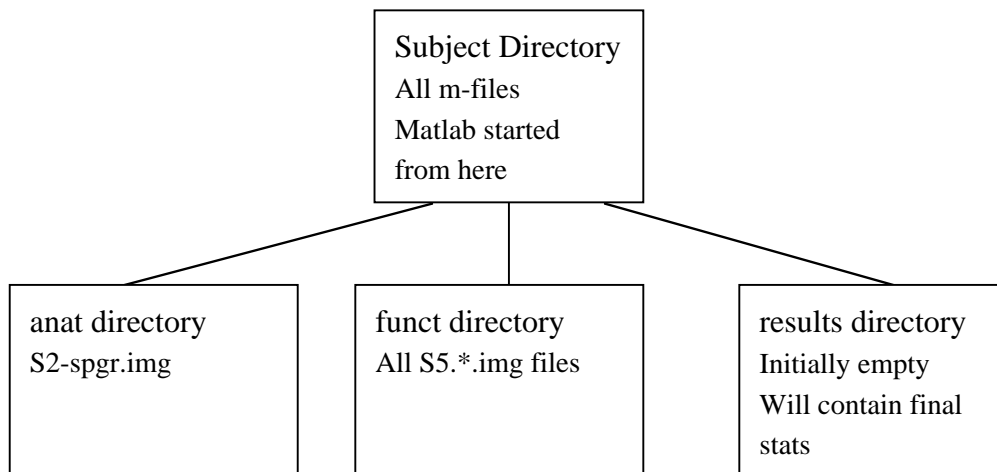 Subject Directory
All m-files
Matlab started
from here
anat directory
S2-spgr.img
funct directory
All S5.*.img files
results directory
Initially empty
Will contain final
stats